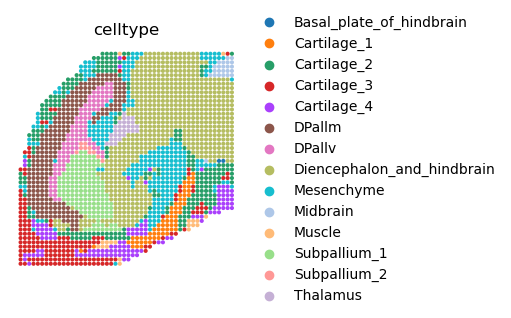 celltype
Basal_plate_of_hindbrain
Cartilage_1
Cartilage_2
Cartilage_3
Cartilage_4
DPallm
DPallv
Diencephalon_and_hindbrain
Mesenchyme
Midbrain
Muscle
Subpallium_1
Subpallium_2
Thalamus